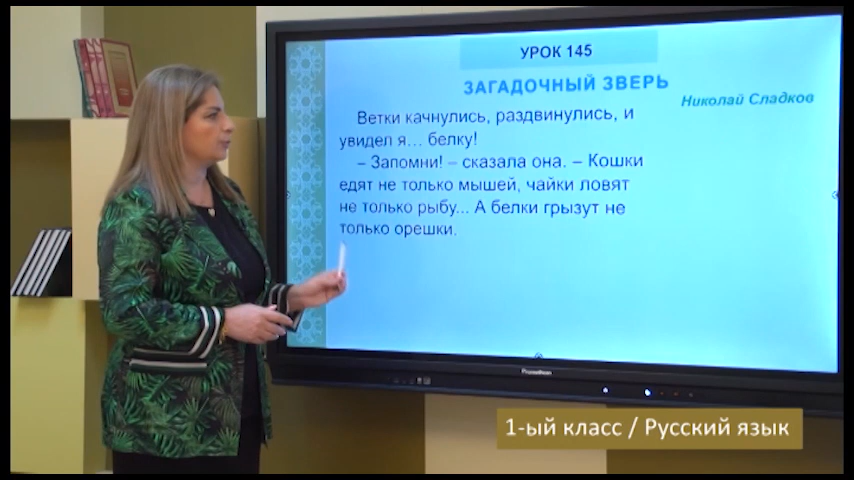 УРОК 145
ЗАГАДОЧНЫЙ ЗВЕРЬ
Николай Сладков
Ветки качнулись, раздвинулись, и
увидел я... белку!
– Запомни! – сказала она. – Кошки
едят не только мышей, чайки ловят
не только рыбу... А белки грызут не
только орешки.
Promethean
1-ый класс / Русский язык